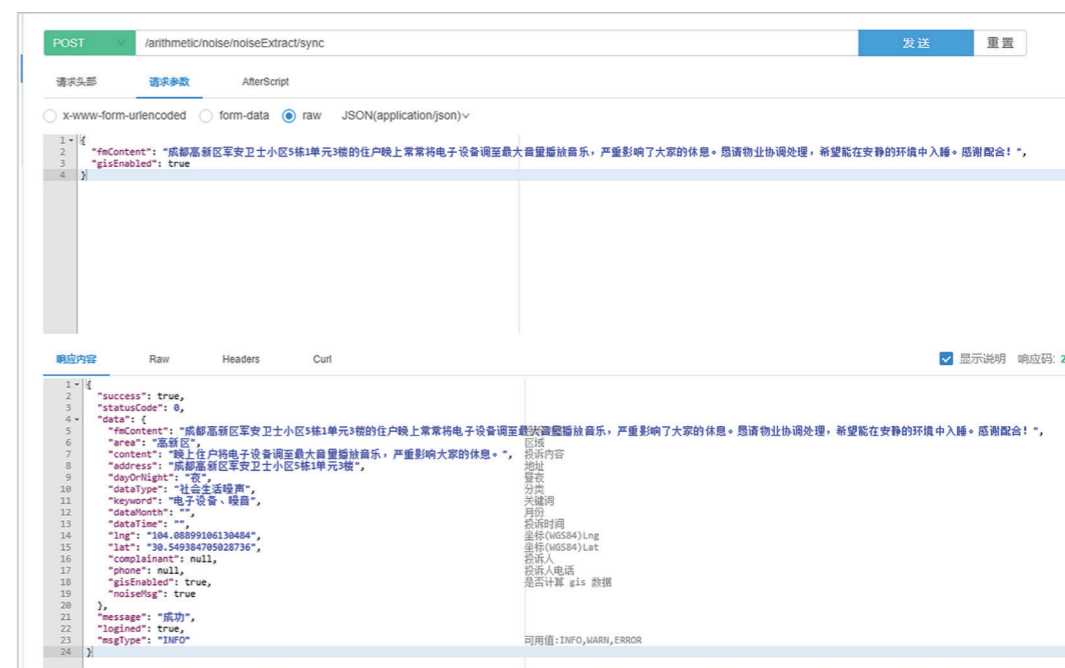 POST /arithmetic/noise/noiseExtract/sync 发送 重置
请求头部 请求参数 AfterScript
x-www-form-urlencoded form-data raw JSON(application/json)
1 {
2 "fmContent": "成都高新区军安卫士小区5栋1单元3楼的住户晚上常常将电子设备调至最大音量播放音乐，严重影响了大家的休息。恳请物业协调处理，希望能在安静的环境中入睡。感谢配合！",
3 "gisEnabled": true
4 }
响应内容 Raw Headers Curl 显示说明 响应码: 2
1 {
2 "success": true,
3 "statusCode": 0,
4 "data": {
5 "fmContent": "成都高新区军安卫士小区5栋1单元3楼的住户晚上常常将电子设备调至最大音量播放音乐，严重影响了大家的休息。恳请物业协调处理，希望能在安静的环境中入睡。感谢配合！",
6 "area": "高新区", 区域
7 "content": "晚上住户将电子设备调至最大音量播放音乐，严重影响大家的休息。", 投诉内容
8 "address": "成都高新区军安卫士小区5栋1单元3楼", 地址
9 "dayOrNight": "夜", 昼夜
10 "dataType": "社会生活噪声", 分类
11 "keyword": "电子设备、噪音", 关键词
12 "dataMonth": "", 月份
13 "dataTime": "", 投诉时间
14 "lng": "104.08899106130484", 坐标(WGS84)Lng
15 "lat": "30.549384705028736", 坐标(WGS84)Lat
16 "complainant": null, 投诉人
17 "phone": null, 投诉人电话
18 "gisEnabled": true, 是否计算 gis 数据
19 "noiseMsg": true
20 },
21 "message": "成功",
22 "logined": true,
23 "msgType": "INFO" 可用值:INFO,WARN,ERROR
24 }